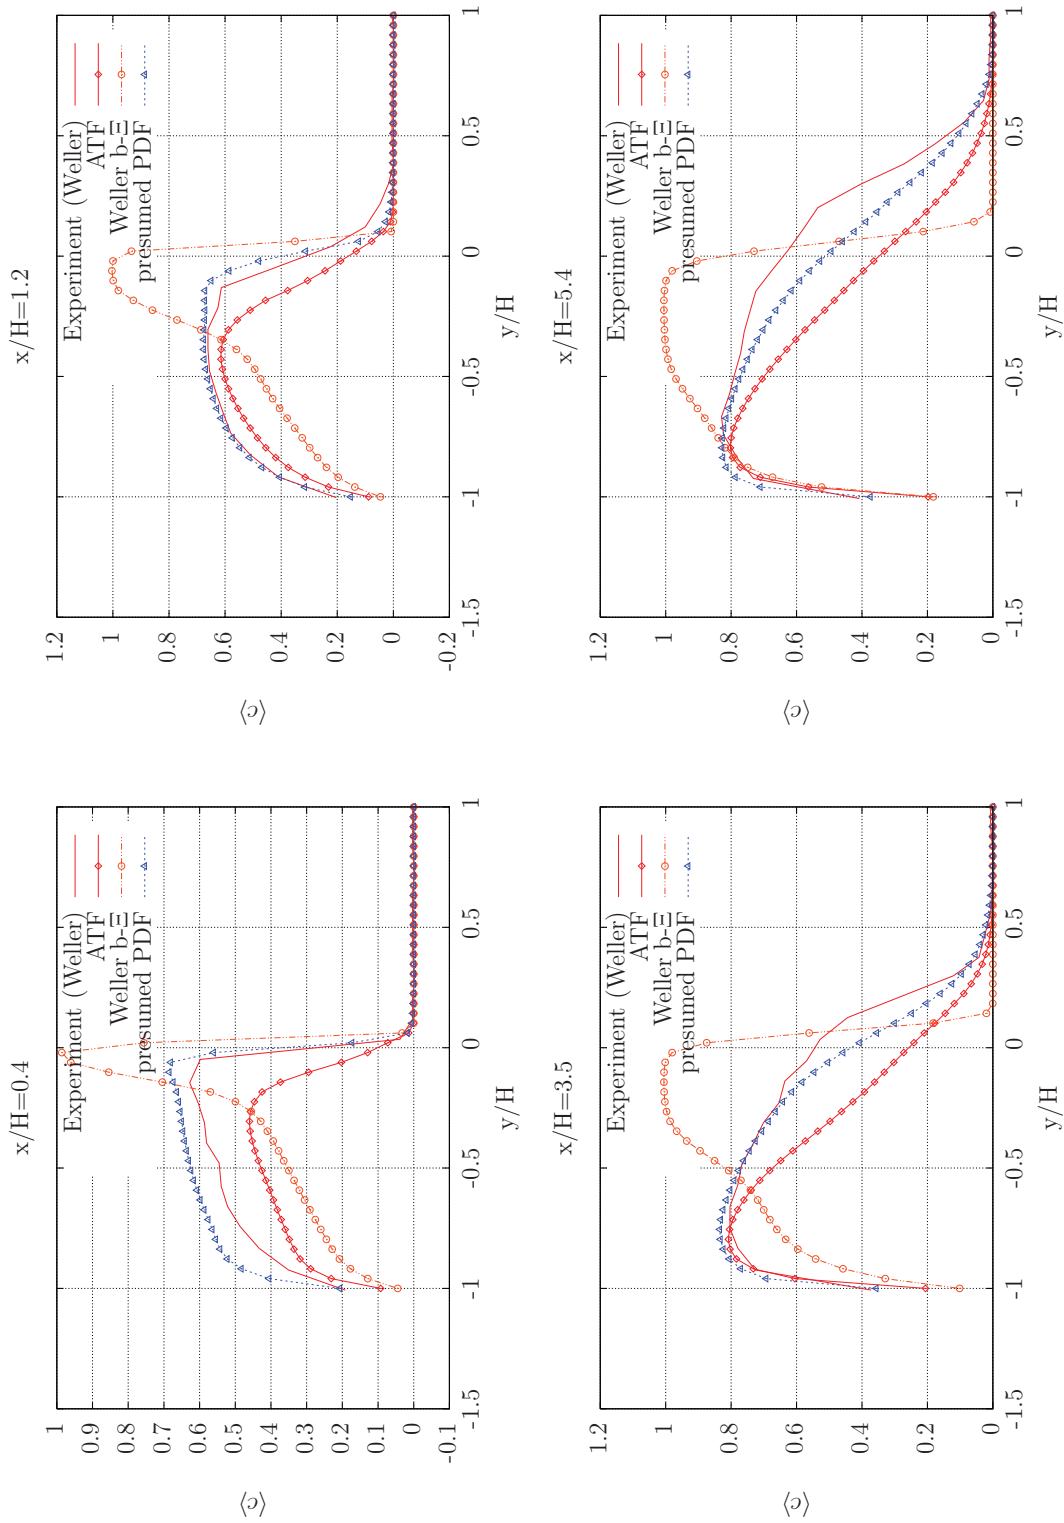 x/H=0.4
Experiment (Weller)
ATF
Weller b-Ξ
presumed PDF
⟨c⟩
1
0.9
0.8
0.7
0.6
0.5
0.4
0.3
0.2
0.1
0
-0.1
-1.5 -1 -0.5 0 0.5 1
y/H
x/H=1.2
Experiment (Weller)
ATF
Weller b-Ξ
presumed PDF
⟨c⟩
1.2
1
0.8
0.6
0.4
0.2
0
-0.2
-1.5 -1 -0.5 0 0.5 1
y/H
x/H=3.5
Experiment (Weller)
ATF
Weller b-Ξ
presumed PDF
⟨c⟩
1.2
1
0.8
0.6
0.4
0.2
0
-1.5 -1 -0.5 0 0.5 1
y/H
x/H=5.4
Experiment (Weller)
ATF
Weller b-Ξ
presumed PDF
⟨c⟩
1.2
1
0.8
0.6
0.4
0.2
0
-1.5 -1 -0.5 0 0.5 1
y/H